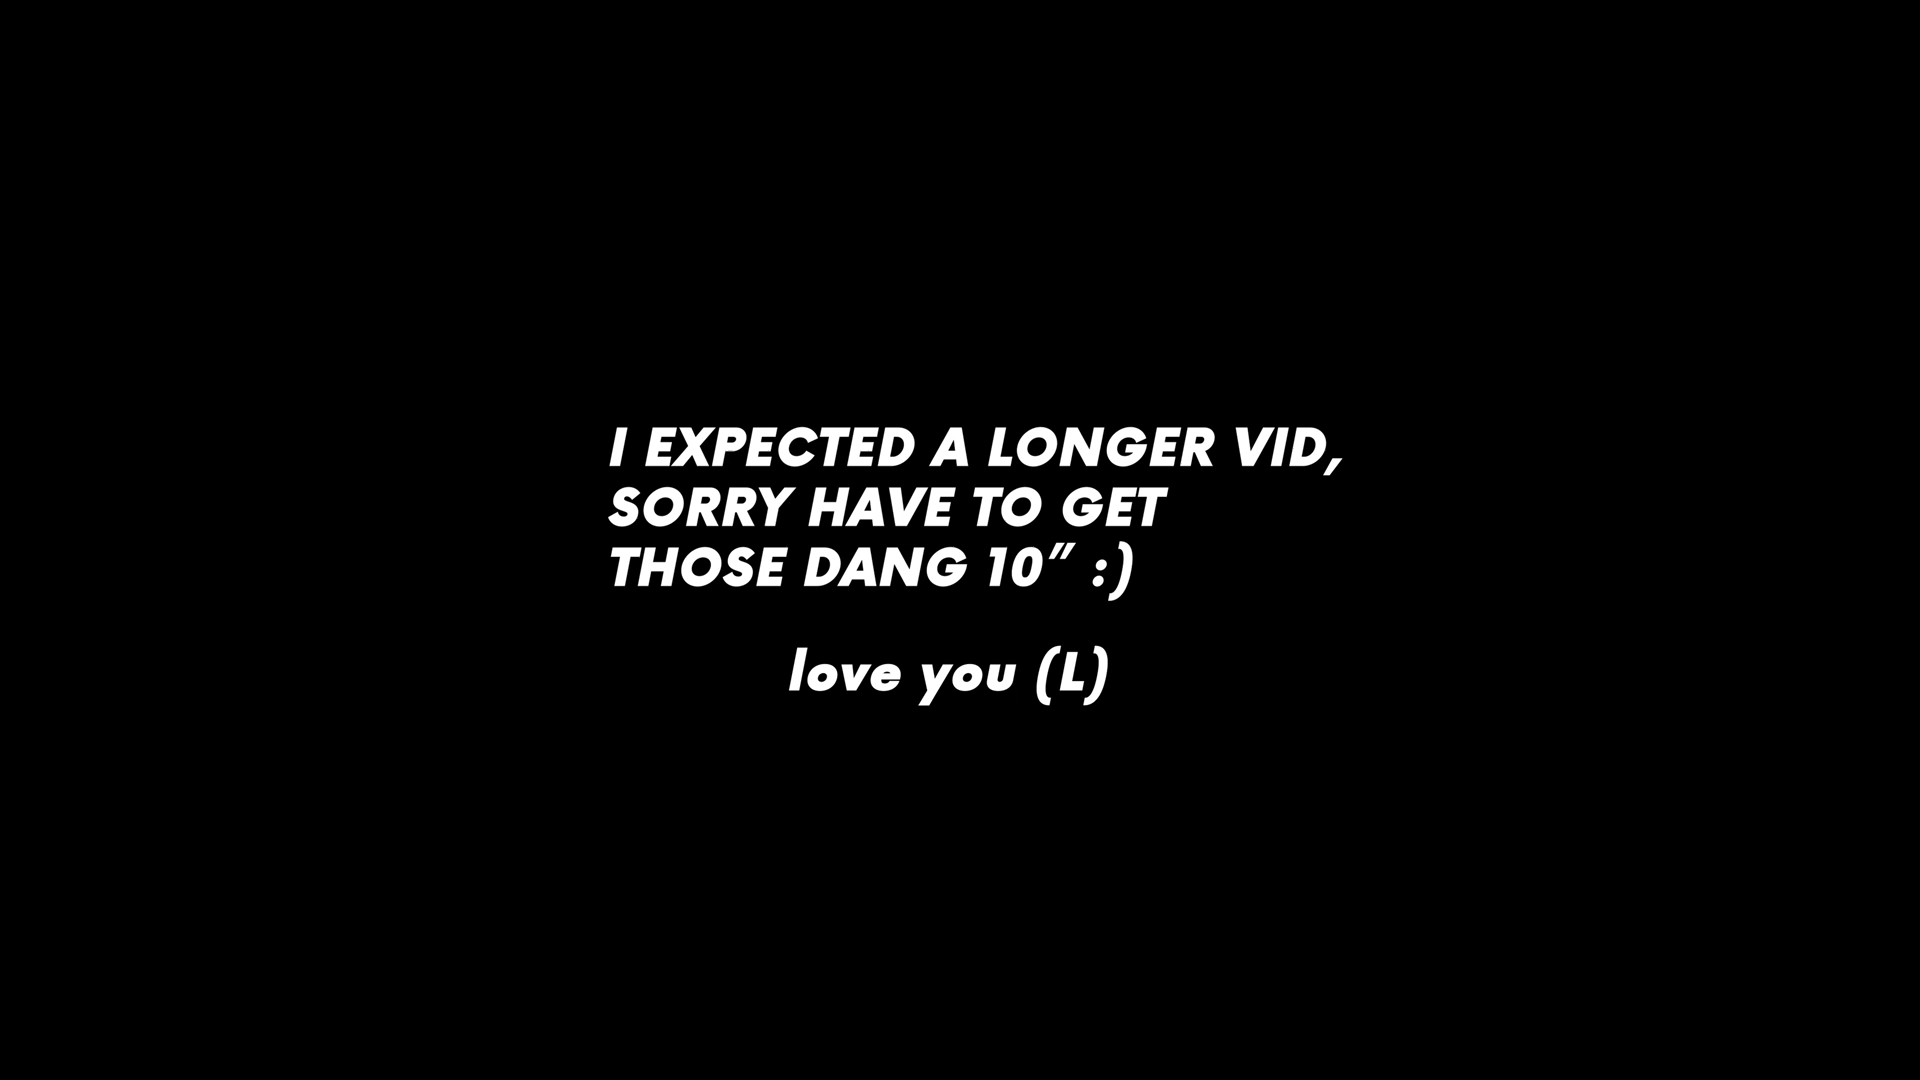 I EXPECTED A LONGER VID,
SORRY HAVE TO GET
THOSE DANG 10” :)
love you (L)